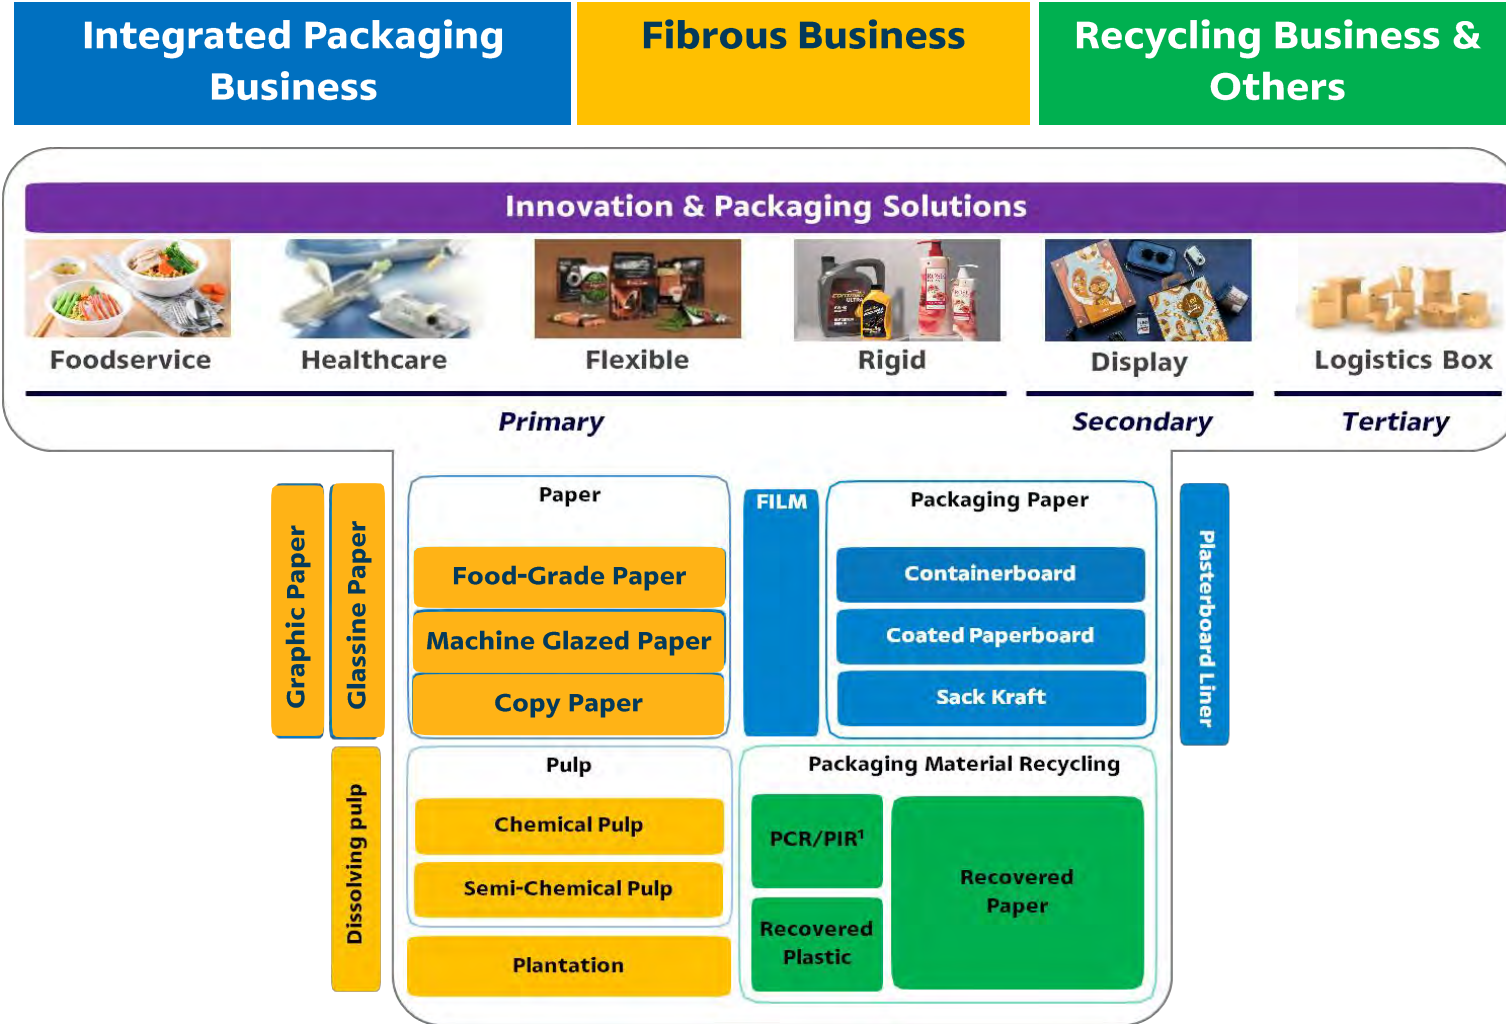 Integrated Packaging
Business
Fibrous Business
Recycling Business &
Others
Innovation & Packaging Solutions
Foodservice
Healthcare
Flexible
Rigid
Display
Logistics Box
Primary
Secondary
Tertiary
Graphic Paper
Glassine Paper
Paper
Food-Grade Paper
Machine Glazed Paper
Copy Paper
FILM
Packaging Paper
Containerboard
Coated Paperboard
Sack Kraft
Plasterboard Liner
Dissolving pulp
Pulp
Chemical Pulp
Semi-Chemical Pulp
Plantation
Packaging Material Recycling
PCR/PIR¹
Recovered
Plastic
Recovered
Paper